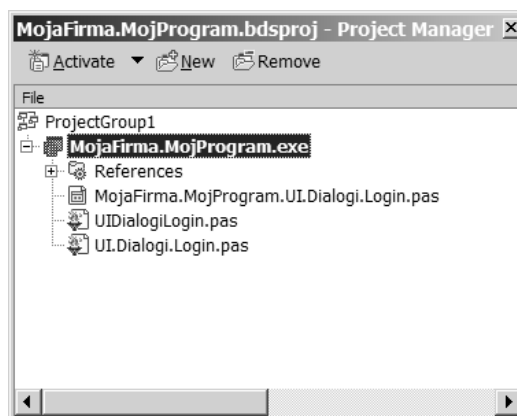 MojaFirma.MojProgram.bdsproj - Project Manager
Activate New Remove
File
ProjectGroup1
MojaFirma.MojProgram.exe
References
MojaFirma.MojProgram.UI.Dialog.Login.pas
UIDialogiLogin.pas
UI.Dialogi.Login.pas